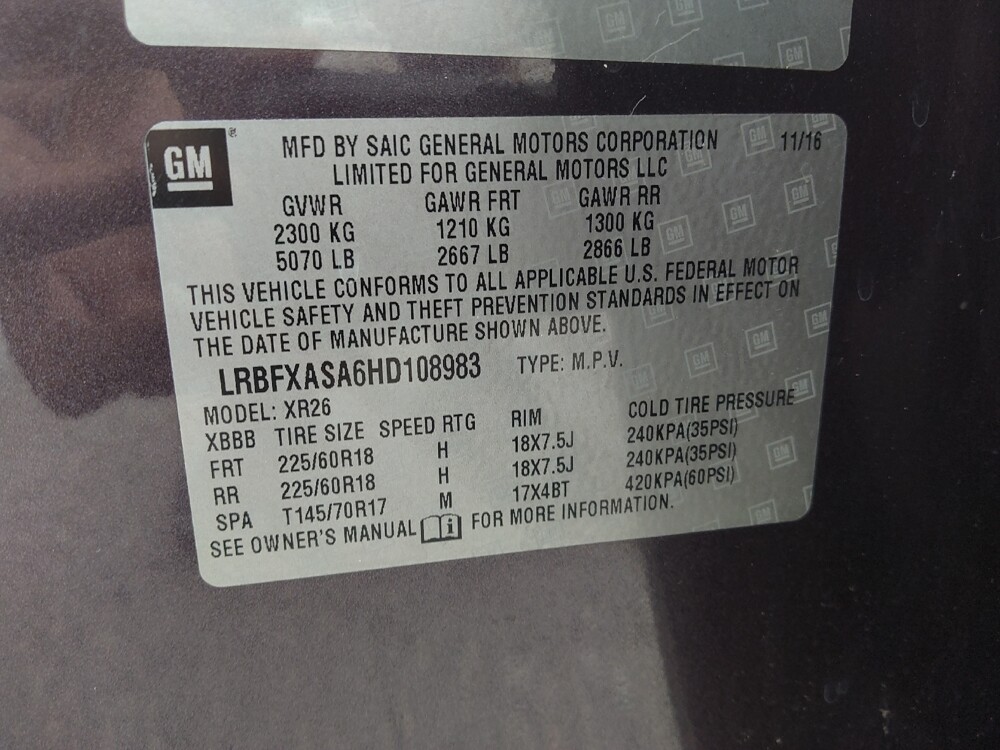 GM
MFD BY SAIC GENERAL MOTORS CORPORATION 11/16
LIMITED FOR GENERAL MOTORS LLC
GVWR GAWR FRT GAWR RR
2300 KG 1210 KG 1300 KG
5070 LB 2667 LB 2866 LB
THIS VEHICLE CONFORMS TO ALL APPLICABLE U.S. FEDERAL MOTOR
VEHICLE SAFETY AND THEFT PREVENTION STANDARDS IN EFFECT ON
THE DATE OF MANUFACTURE SHOWN ABOVE.
LRBFXASA6HD108983 TYPE: M.P.V.
MODEL: XR26
XBBB TIRE SIZE SPEED RTG RIM COLD TIRE PRESSURE
FRT 225/60R18 H 18X7.5J 240KPA(35PSI)
RR 225/60R18 H 18X7.5J 240KPA(35PSI)
SPA T145/70R17 M 17X4BT 420KPA(60PSI)
SEE OWNER'S MANUAL i FOR MORE INFORMATION.